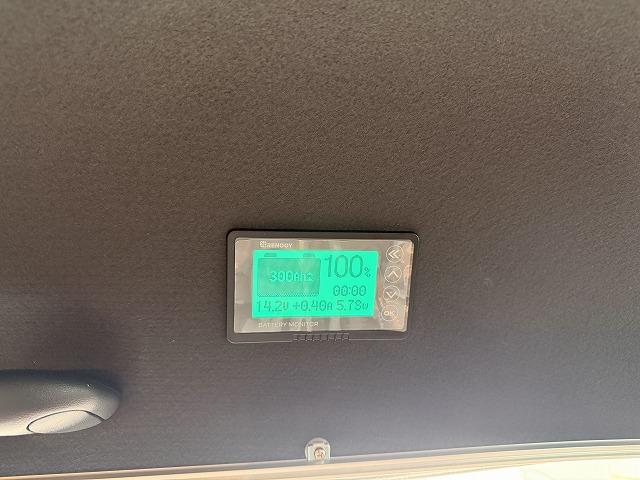 RENOGY
100%
300Ah
00:00
14.2V +0.40A 5.78W
OK
BATTERY MONITOR